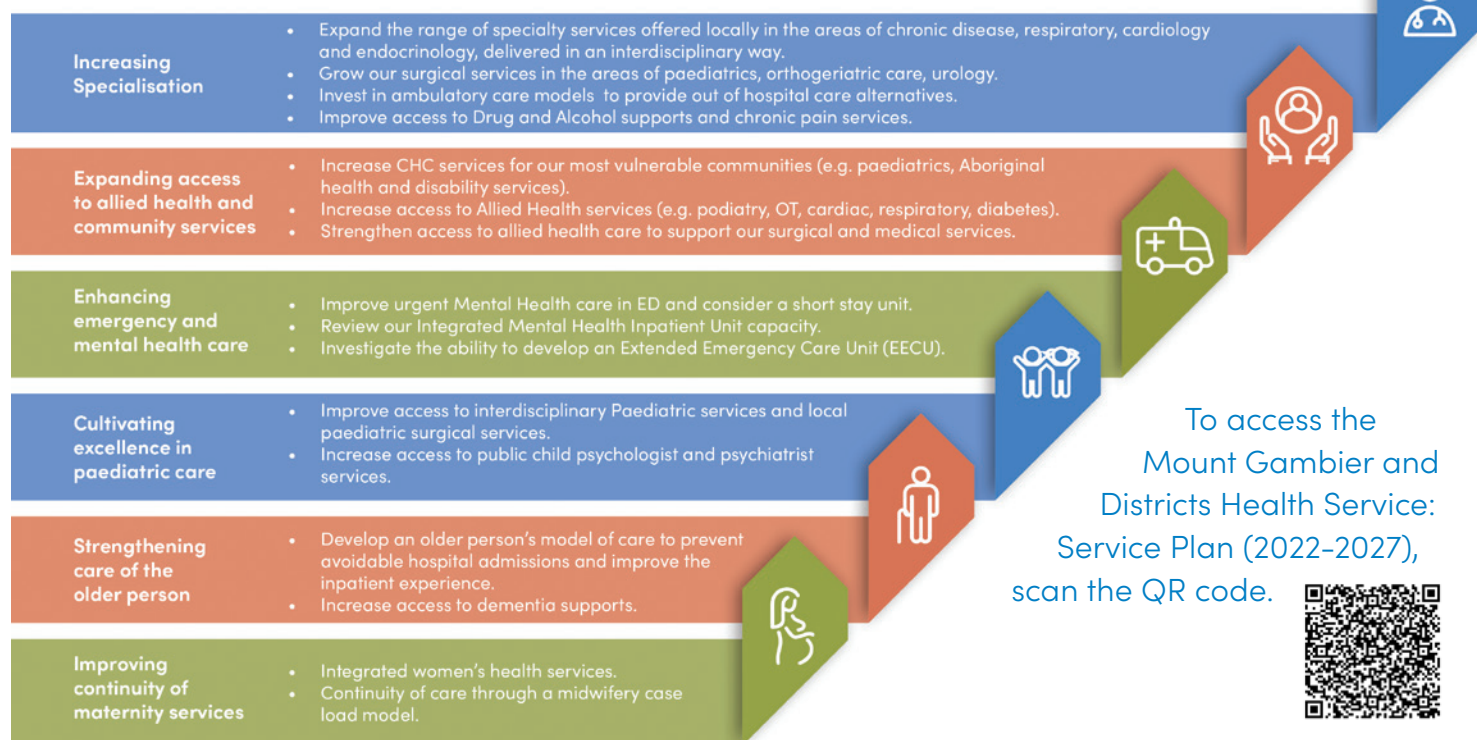 Increasing
Specialisation
• Expand the range of specialty services offered locally in the areas of chronic disease, respiratory, cardiology
and endocrinology, delivered in an interdisciplinary way.
• Grow our surgical services in the areas of paediatrics, orthogeriatric care, urology.
• Invest in ambulatory care models to provide out of hospital care alternatives.
• Improve access to Drug and Alcohol supports and chronic pain services.
Expanding access
to allied health and
community services
• Increase CHC services for our most vulnerable communities (e.g. paediatrics, Aboriginal
health and disability services).
• Increase access to Allied Health services (e.g. podiatry, OT, cardiac, respiratory, diabetes).
• Strengthen access to allied health care to support our surgical and medical services.
Enhancing
emergency and
mental health care
• Improve urgent Mental Health care in ED and consider a short stay unit.
• Review our Integrated Mental Health Inpatient Unit capacity.
• Investigate the ability to develop an Extended Emergency Care Unit (EECU).
Cultivating
excellence in
paediatric care
• Improve access to interdisciplinary Paediatric services and local
paediatric surgical services.
• Increase access to public child psychologist and psychiatrist
services.
Strengthening
care of the
older person
• Develop an older person's model of care to prevent
avoidable hospital admissions and improve the
inpatient experience.
• Increase access to dementia supports.
Improving
continuity of
maternity services
• Integrated women's health services.
• Continuity of care through a midwifery case
load model.
To access the
Mount Gambier and
Districts Health Service:
Service Plan (2022-2027),
scan the QR code.